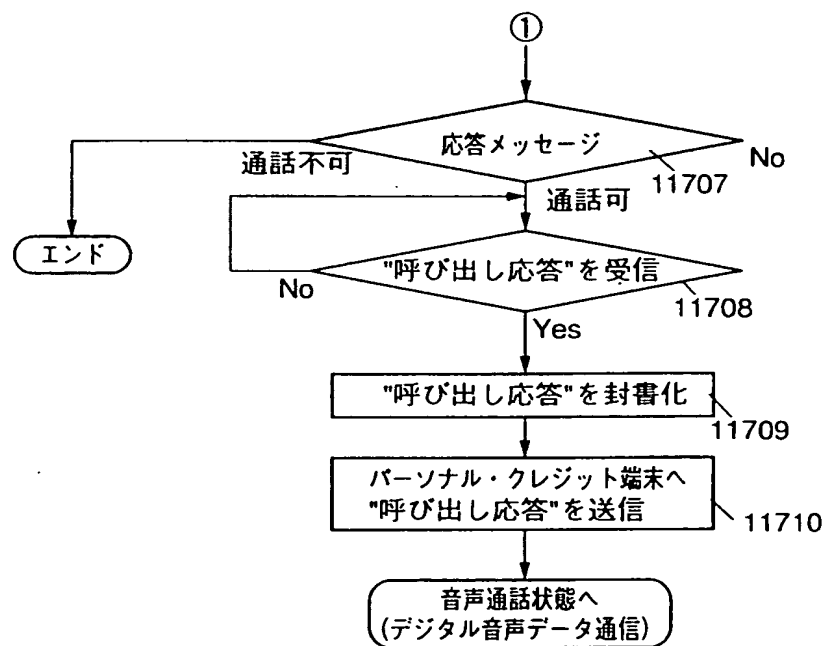 ①
応答メッセージ
通話不可
No
11707
通話可
エンド
"呼び出し応答"を受信
No
11708
Yes
"呼び出し応答"を封書化
11709
パーソナル・クレジット端末へ
"呼び出し応答"を送信
11710
音声通話状態へ
(デジタル音声データ通信)